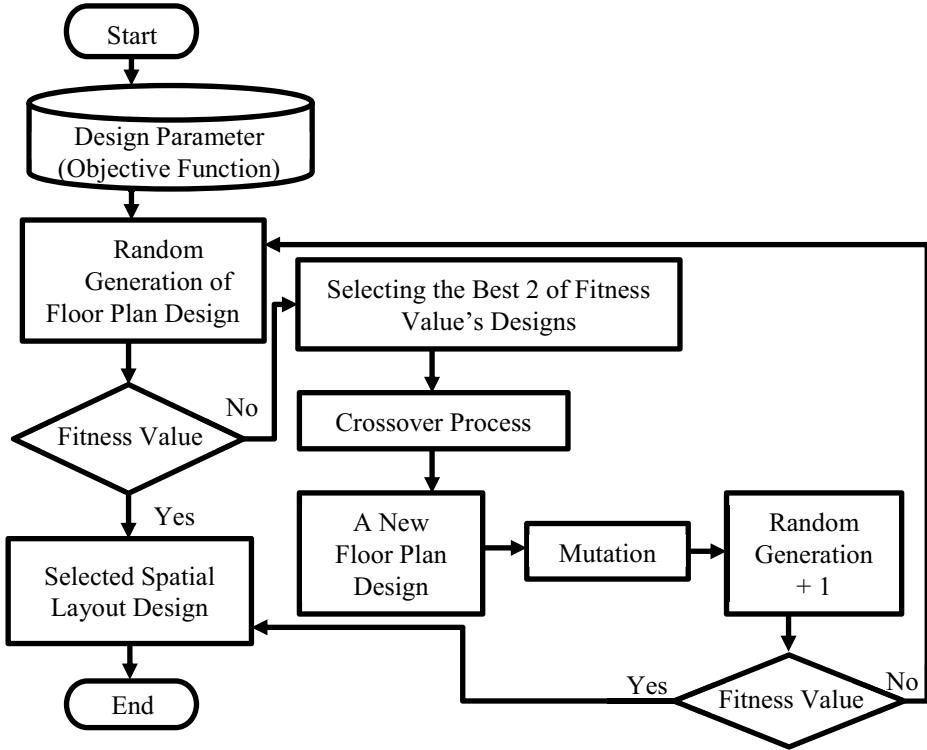 Start
Design Parameter
(Objective Function)
Random
Generation of
Floor Plan Design
Selecting the Best 2 of Fitness
Value's Designs
No
Fitness Value
Crossover Process
Yes
A New
Floor Plan
Design
Mutation
Random
Generation
+ 1
Selected Spatial
Layout Design
Yes
Fitness Value
No
End